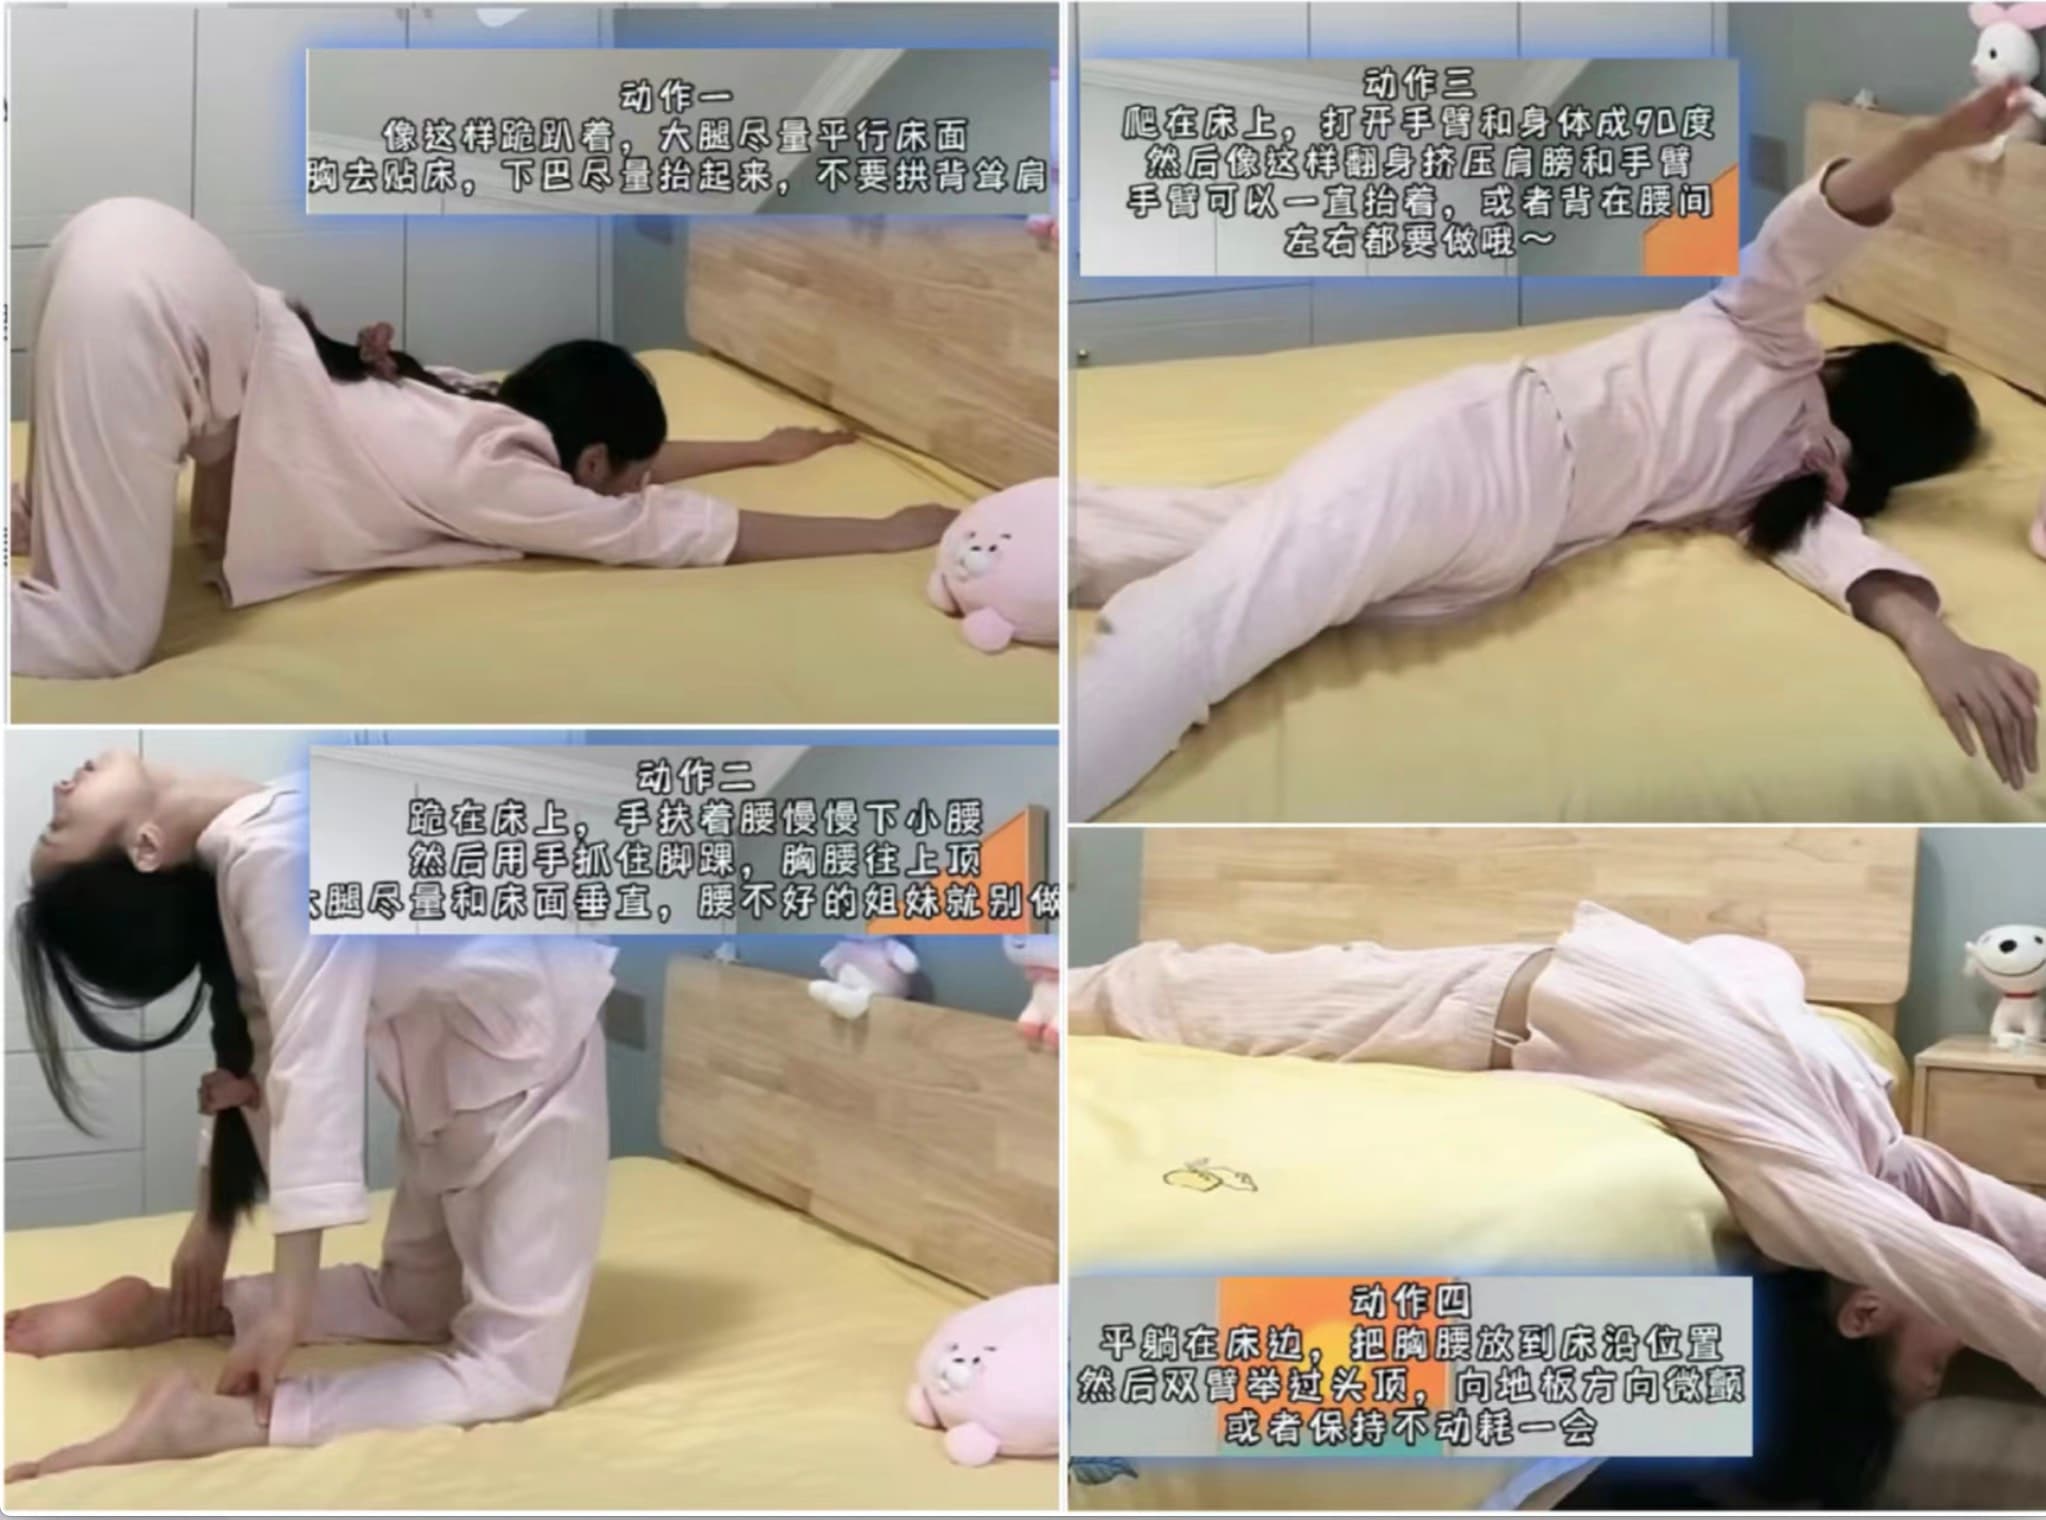 动作一
像这样跪趴着，大腿尽量平行床面
胸去贴床，下巴尽量抬起来，不要拱背耸肩
动作二
跪在床上，手扶着腰慢慢下小腰
然后用手抓住脚踝，胸腰往上顶
大腿尽量和床面垂直，腰不好的姐妹就别做
动作三
爬在床上，打开手臂和身体成90度
然后像这样翻身挤压肩膀和手臂
手臂可以一直抬着，或者背在腰间
左右都要做哦～
动作四
平躺在床边，把胸腰放到床沿位置
然后双臂举过头顶，向地板方向微颤
或者保持不动耗一会